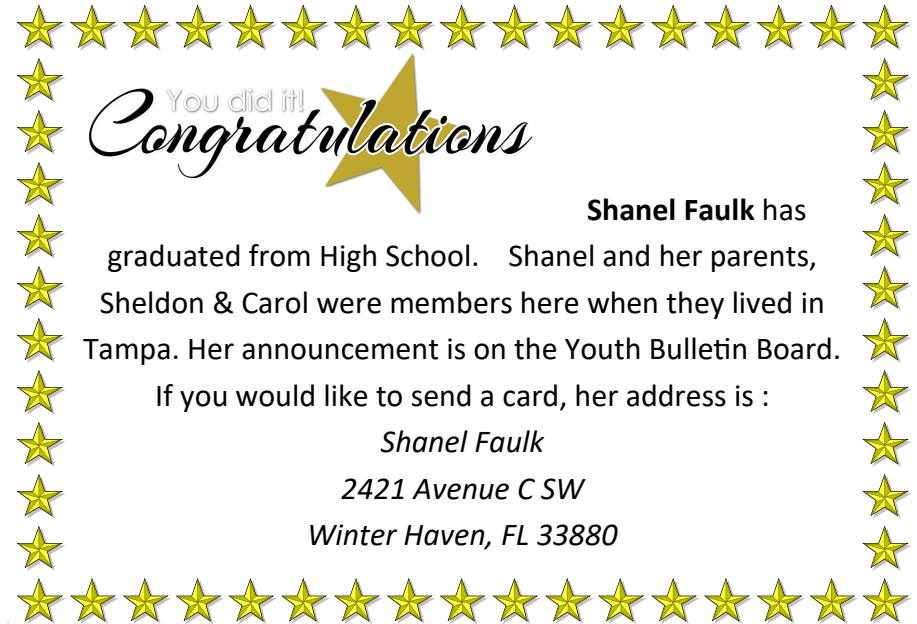 You did it!
Congratulations
Shanel Faulk has
graduated from High School.    Shanel and her parents,
Sheldon & Carol were members here when they lived in
Tampa. Her announcement is on the Youth Bulletin Board.
If you would like to send a card, her address is :
Shanel Faulk
2421 Avenue C SW
Winter Haven, FL 33880